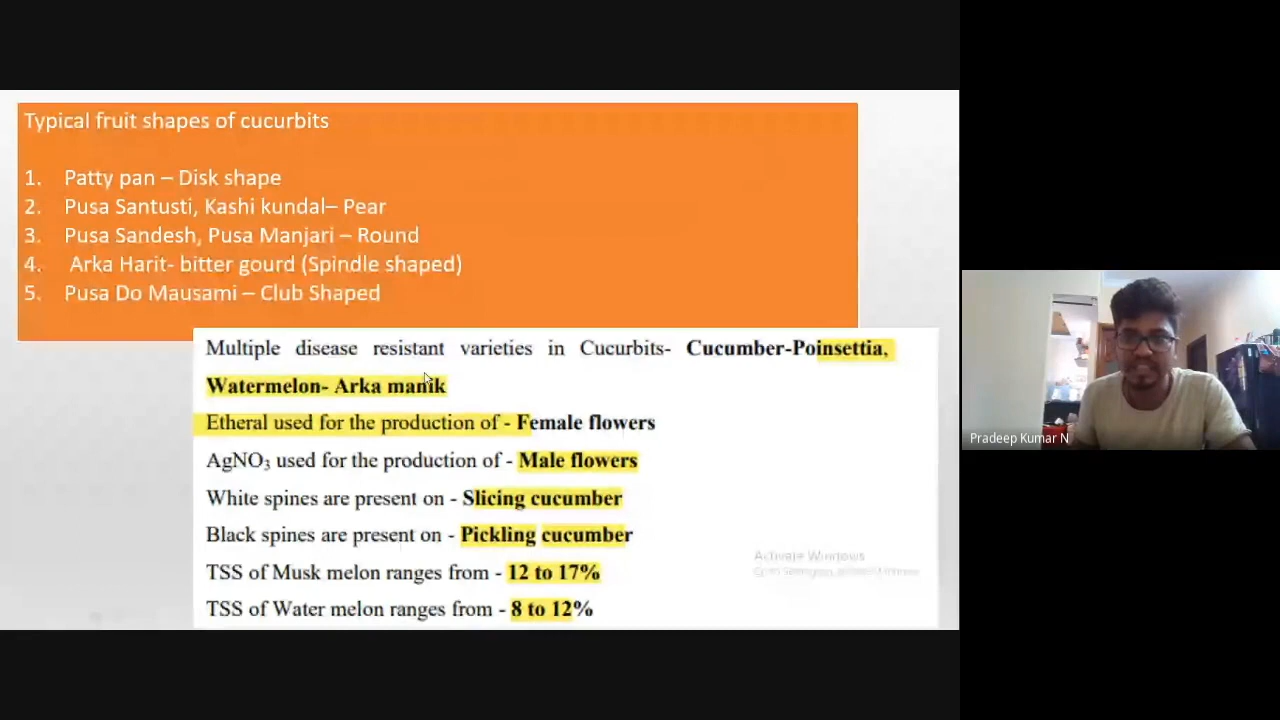 Typical fruit shapes of cucurbits
1. Patty pan – Disk shape
2. Pusa Santusti, Kashi kundal– Pear
3. Pusa Sandesh, Pusa Manjari – Round
4. Arka Harit- bitter gourd (Spindle shaped)
5. Pusa Do Mausami – Club Shaped
Multiple disease resistant varieties in Cucurbits- Cucumber-Poinsettia,
Watermelon- Arka manik
Etheral used for the production of - Female flowers
AgNO₃ used for the production of - Male flowers
White spines are present on - Slicing cucumber
Black spines are present on - Pickling cucumber
TSS of Musk melon ranges from - 12 to 17%
TSS of Water melon ranges from - 8 to 12%
Activate Windows
Pradeep Kumar N